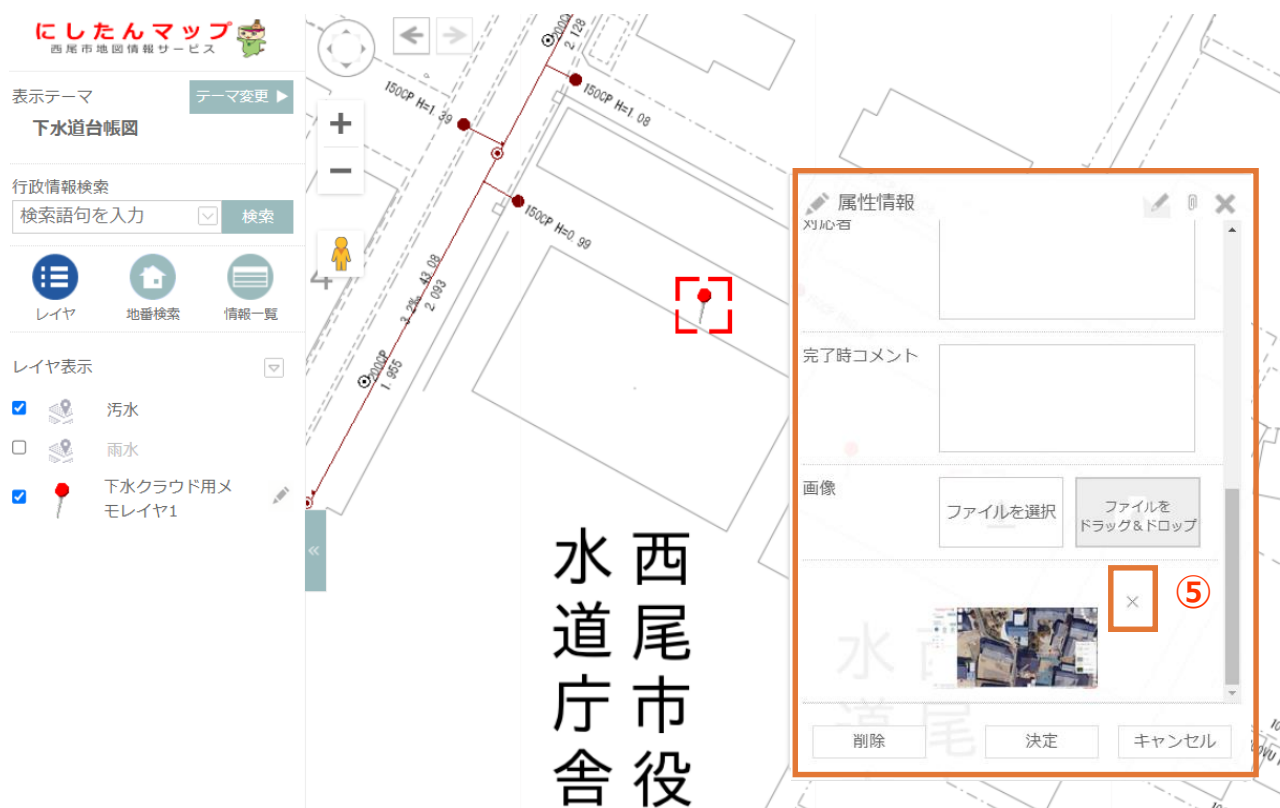 にしたんマップ
西尾市地図情報サービス
表示テーマ
テーマ変更 ▶
下水道台帳図
行政情報検索
検索語句を入力
検索
レイヤ
地番検索
情報一覧
レイヤ表示
汚水
雨水
下水クラウド用メ
モレイヤ1
«
200CP
2.128
150CP H=1.39
150CP H=1.08
150CP H=0.99
3.2‰ 43.08
2.093
200CP
1.955
4
西尾市役
水道庁舎
属性情報
対応者
完了時コメント
画像
ファイルを選択
ファイルを
ドラッグ&ドロップ
×
⑤
削除
決定
キャンセル